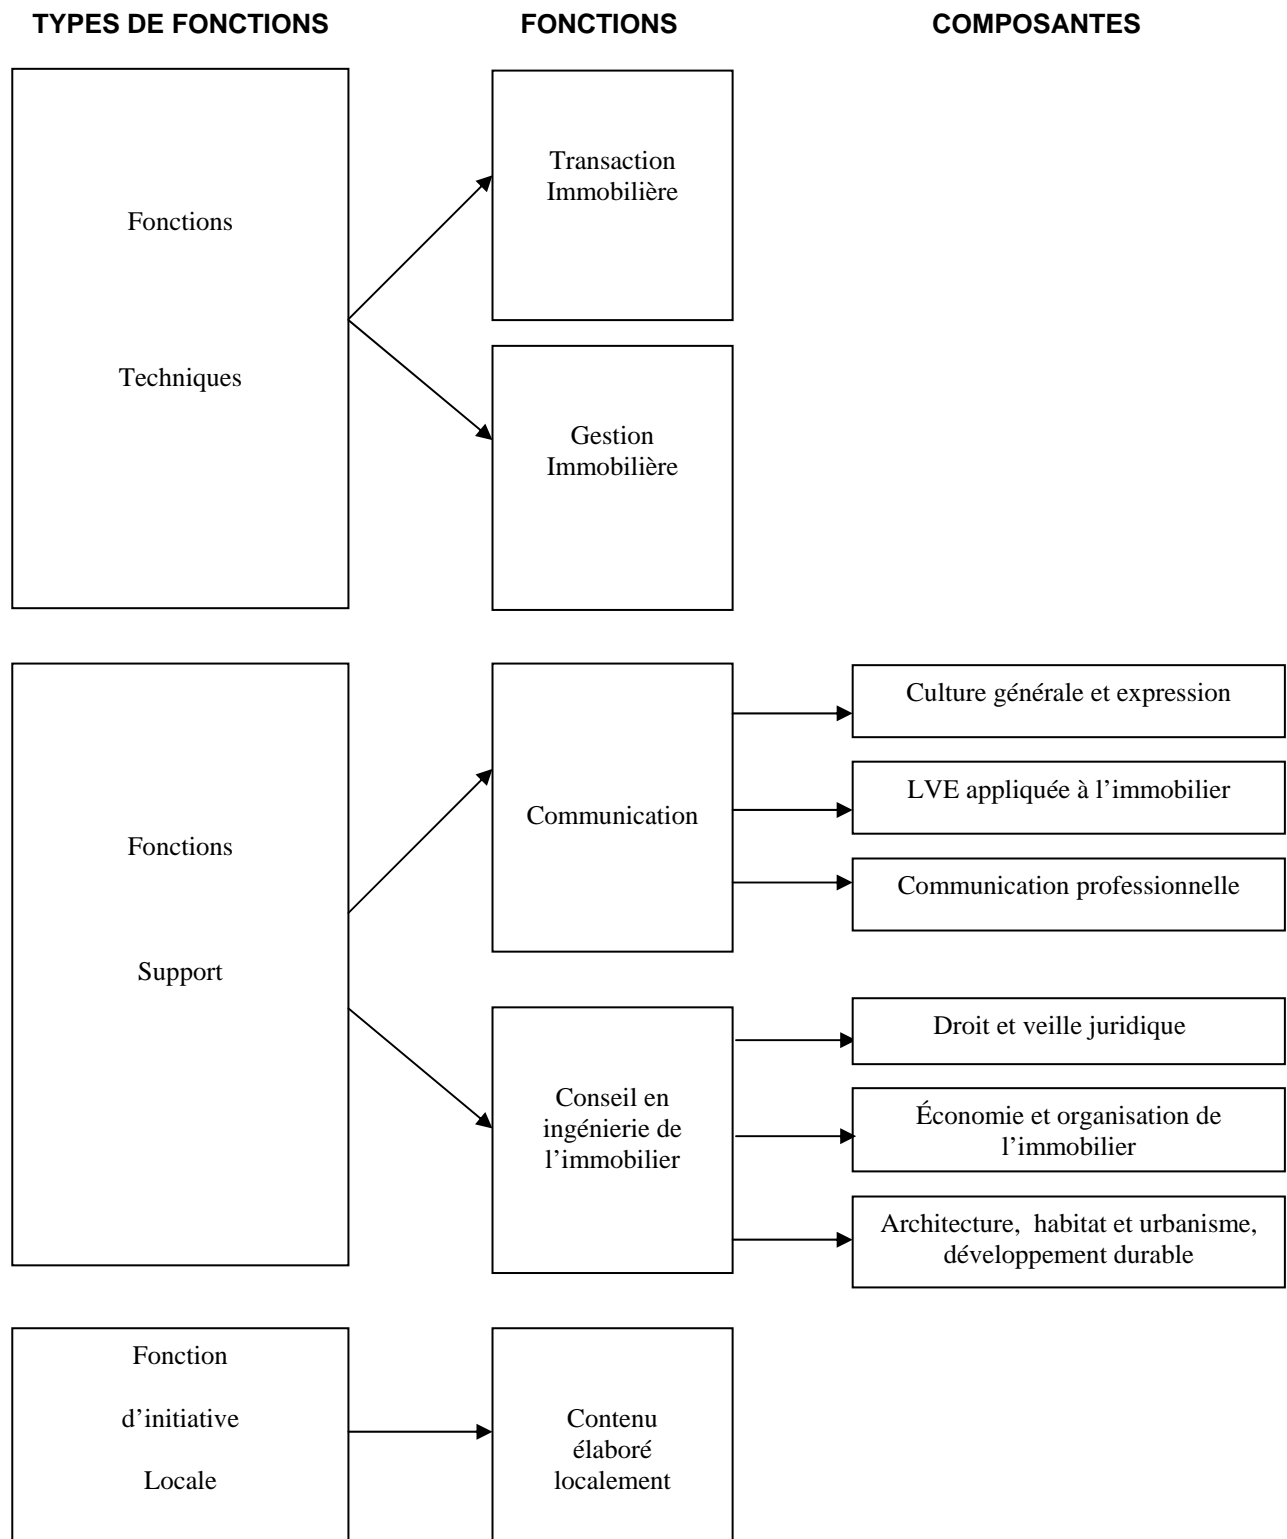 TYPES DE FONCTIONS
FONCTIONS
COMPOSANTES
Fonctions
Techniques
Transaction
Immobilière
Gestion
Immobilière
Fonctions
Support
Communication
Culture générale et expression
LVE appliquée à l’immobilier
Communication professionnelle
Conseil en
ingénierie de
l’immobilier
Droit et veille juridique
Économie et organisation de
l’immobilier
Architecture,  habitat et urbanisme,
développement durable
Fonction
d’initiative
Locale
Contenu
élaboré
localement